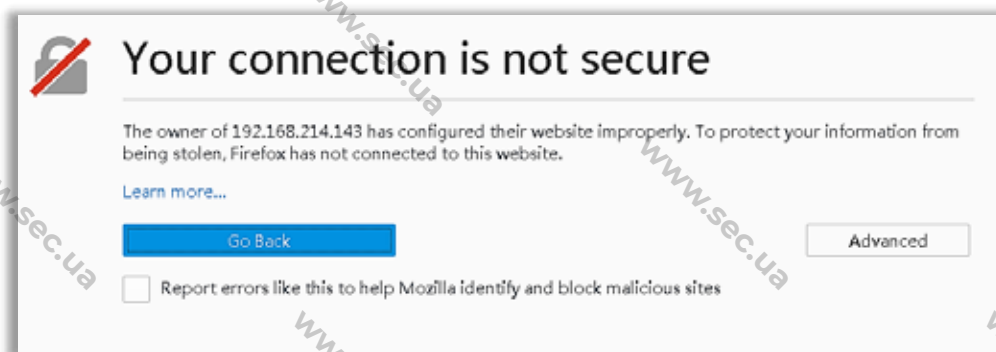 Your connection is not secure
The owner of 192.168.214.143 has configured their website improperly. To protect your information from
being stolen, Firefox has not connected to this website.
Learn more...
Go Back
Advanced
Report errors like this to help Mozilla identify and block malicious sites
www.sec.ua
www.sec.ua
www.sec.ua
www.